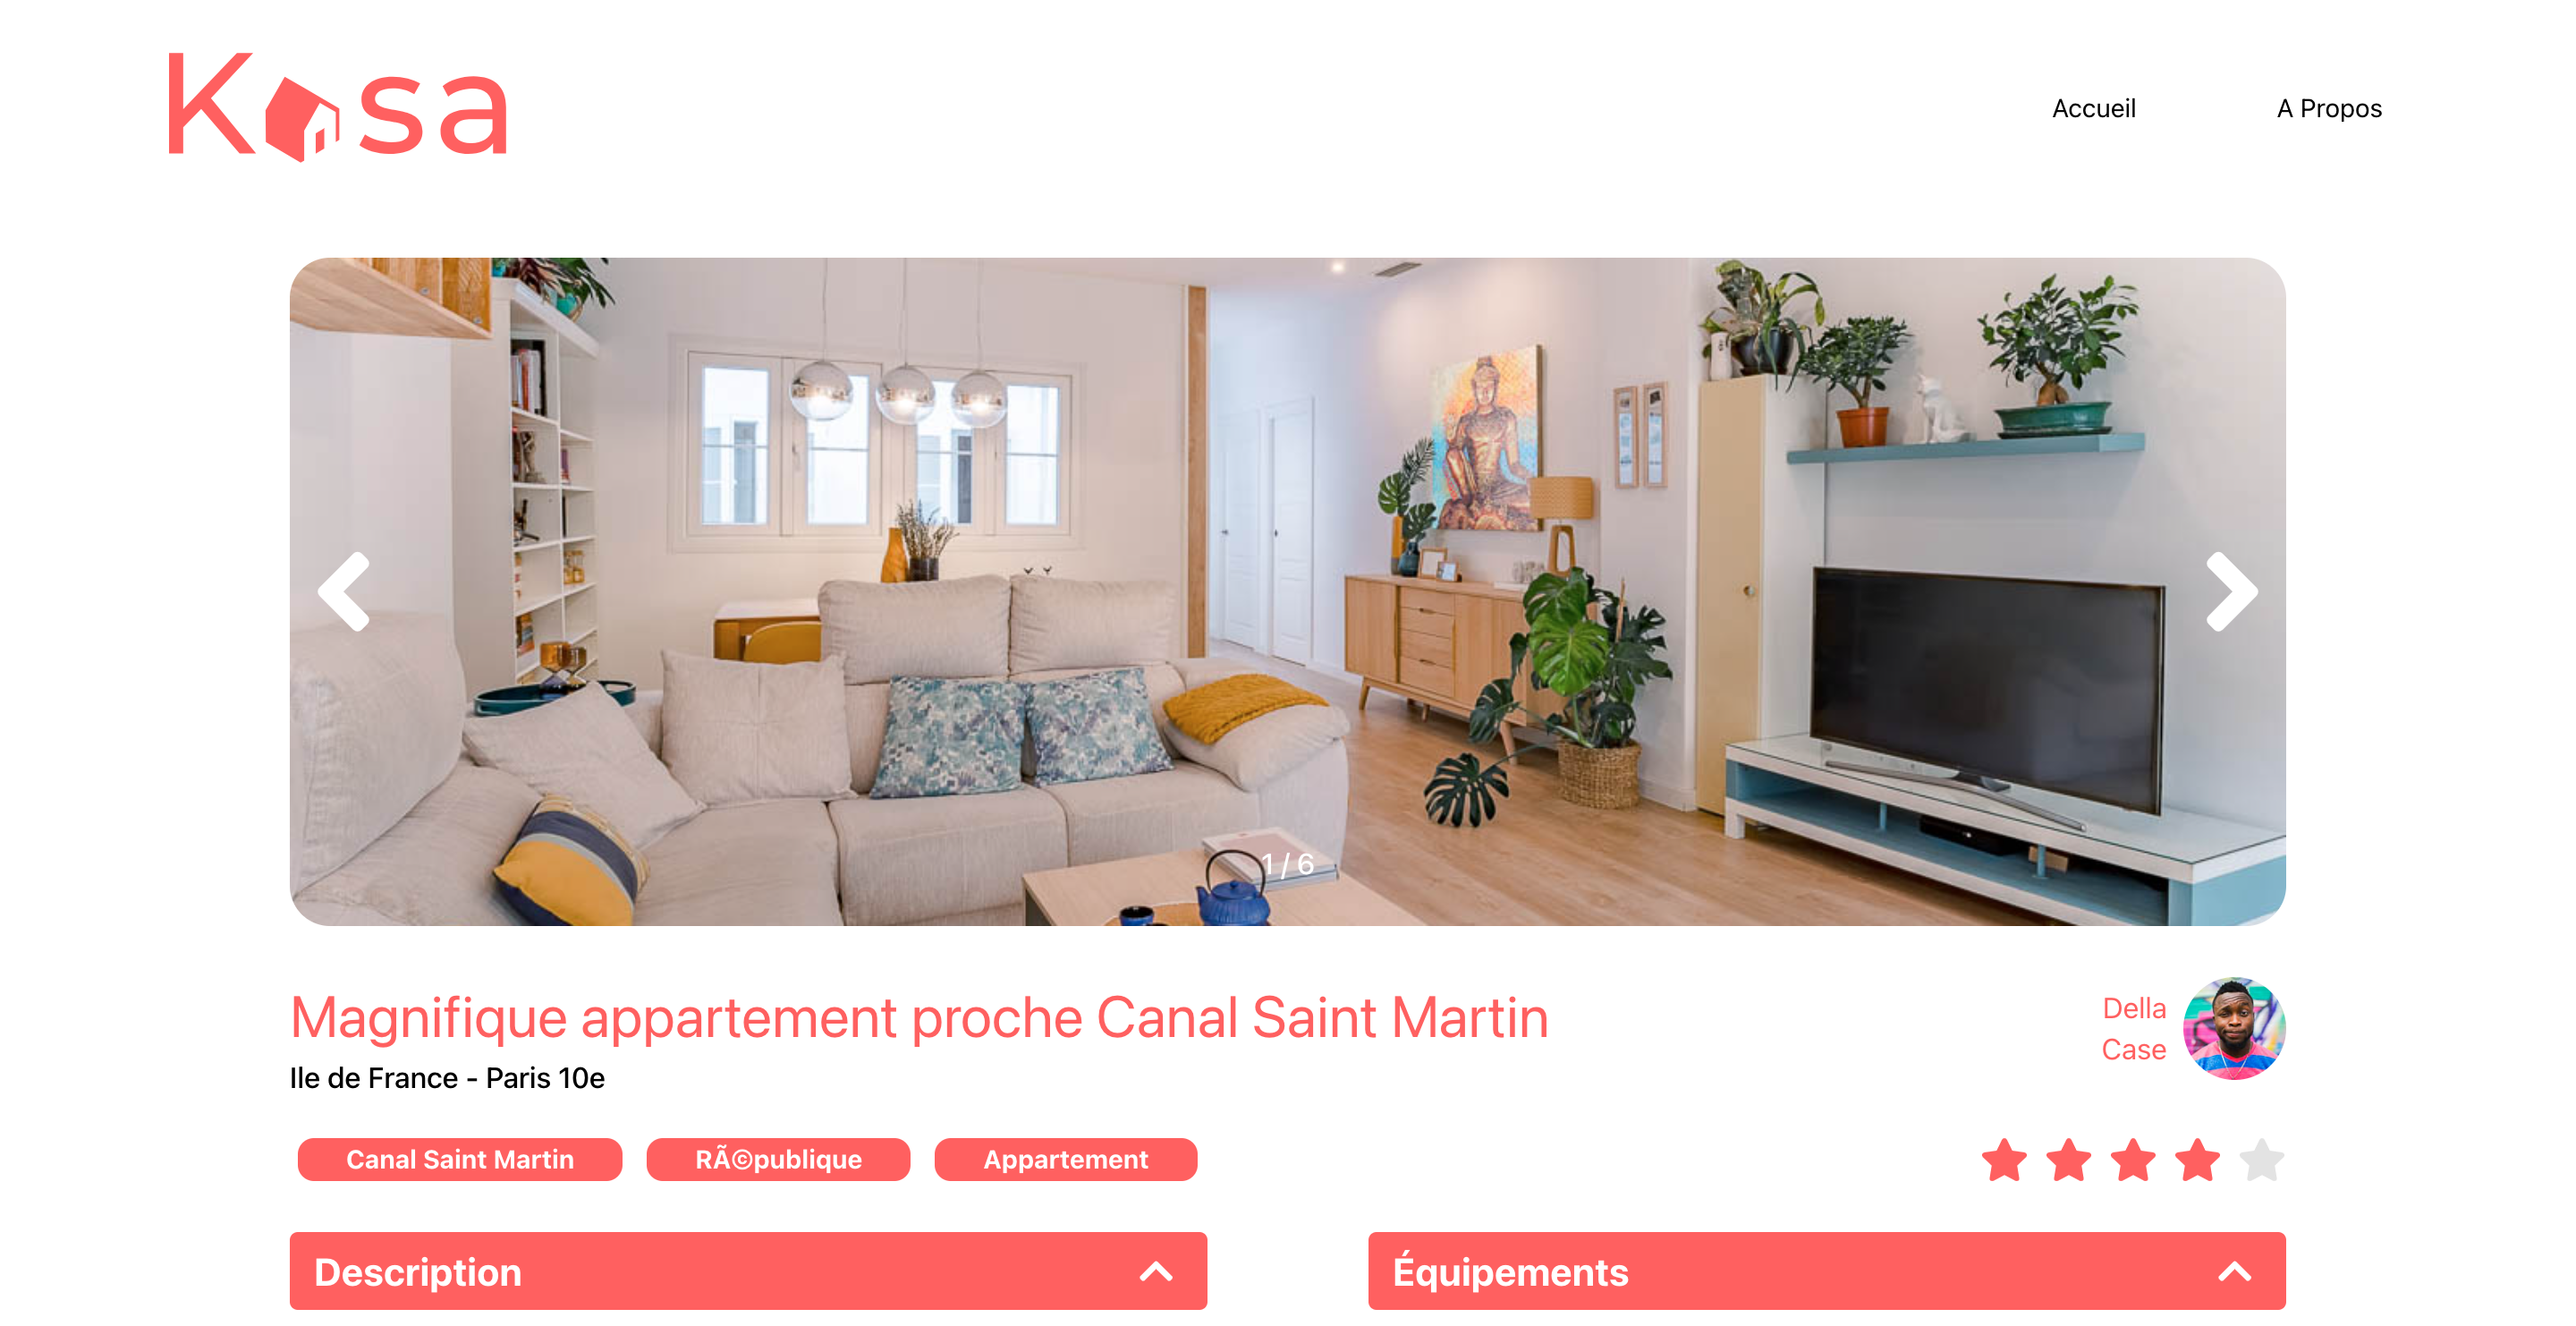 Kasa
Accueil
A Propos
1 / 6
Magnifique appartement proche Canal Saint Martin
Ile de France - Paris 10e
Della
Case
Canal Saint Martin
RÃ©publique
Appartement
Description
Équipements